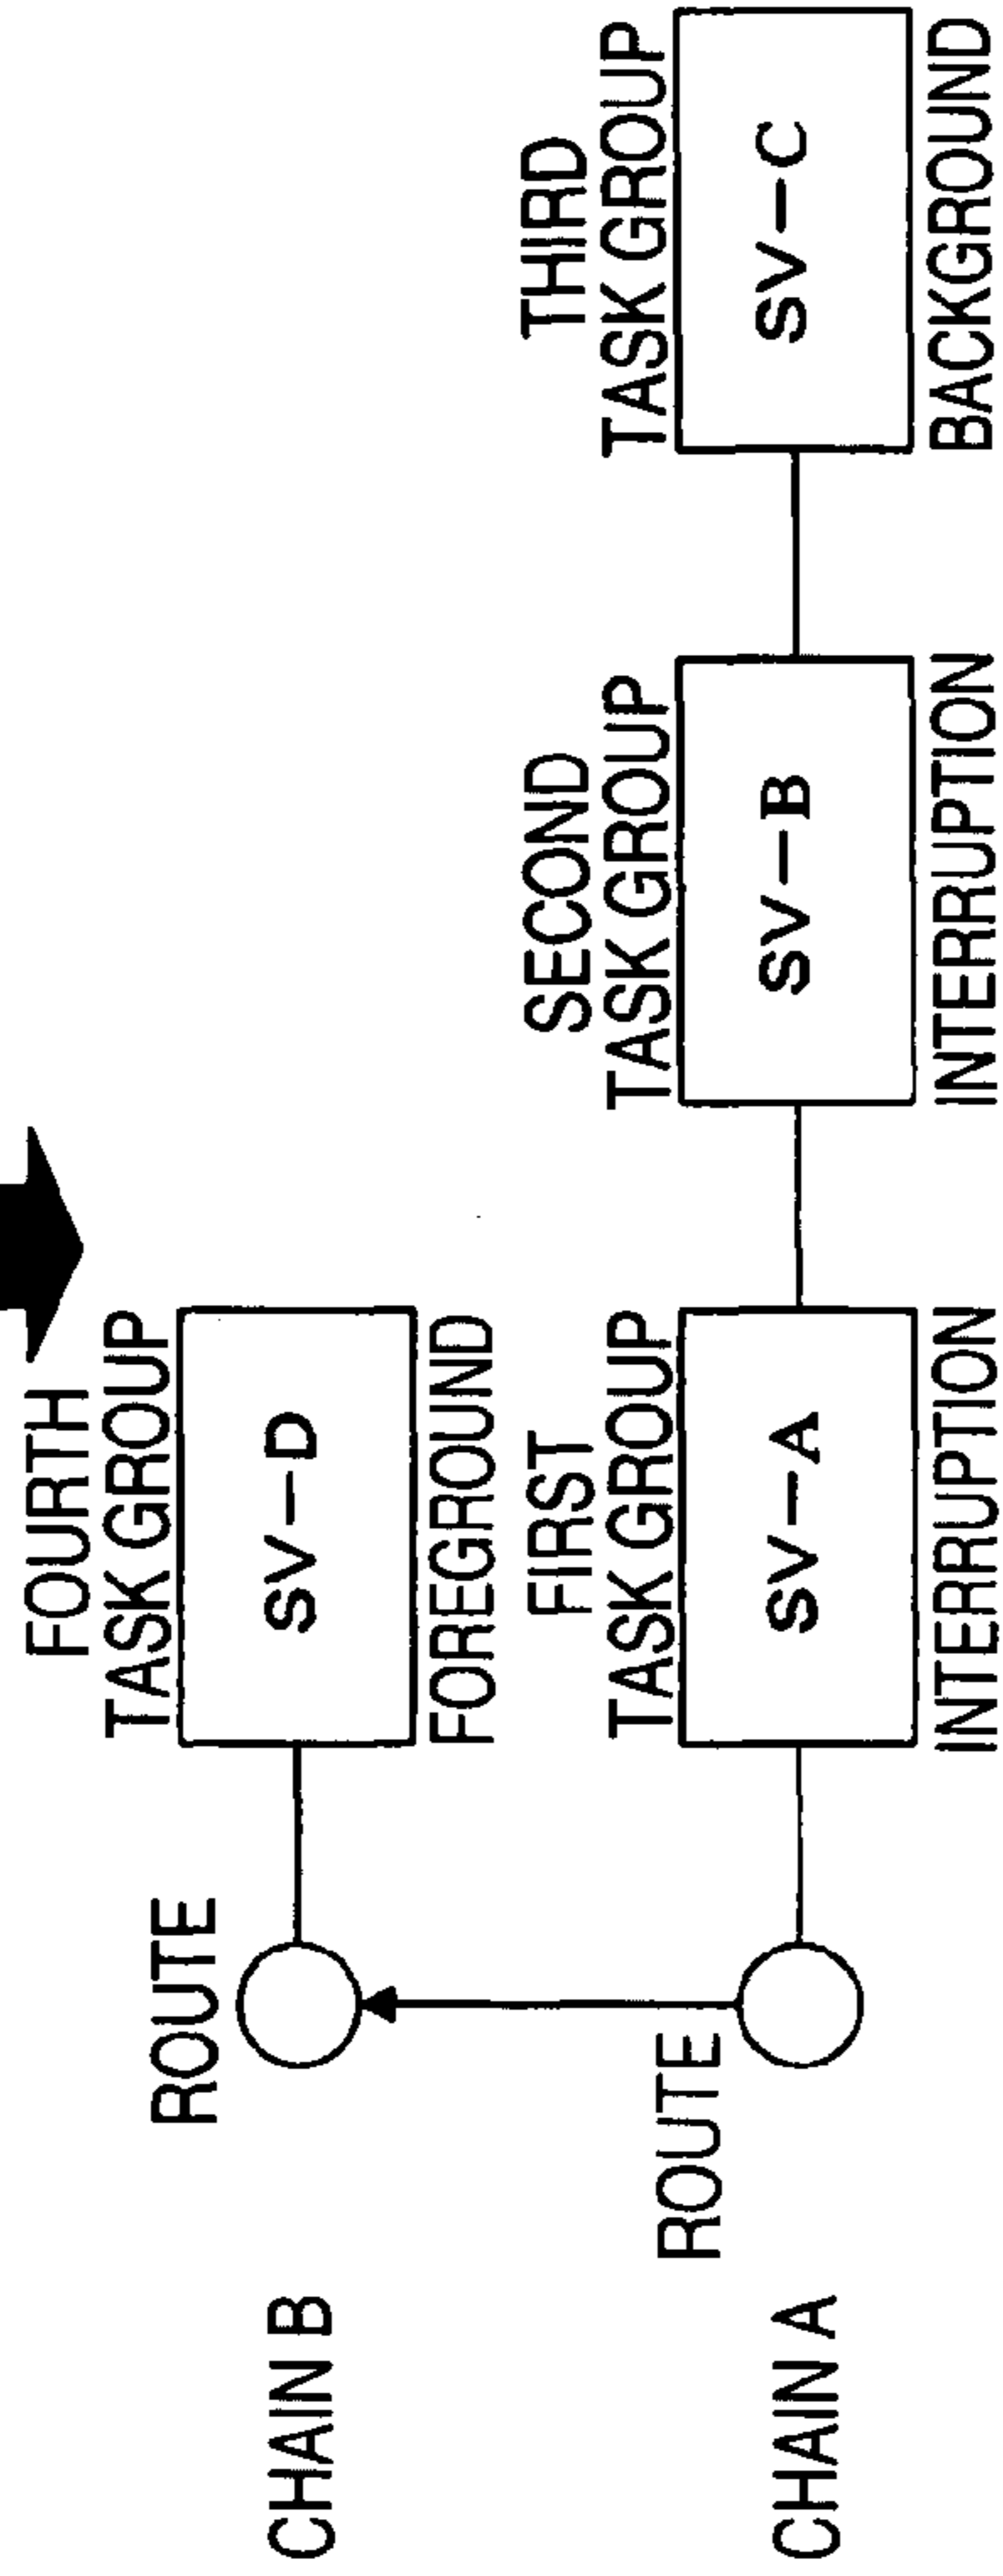 FOURTH
TASK GROUP
ROUTE
CHAIN B
SV-D
FOREGROUND
FIRST
TASK GROUP
SECOND
TASK GROUP
THIRD
TASK GROUP
ROUTE
CHAIN A
SV-A
SV-B
SV-C
INTERRUPTION
INTERRUPTION
BACKGROUND